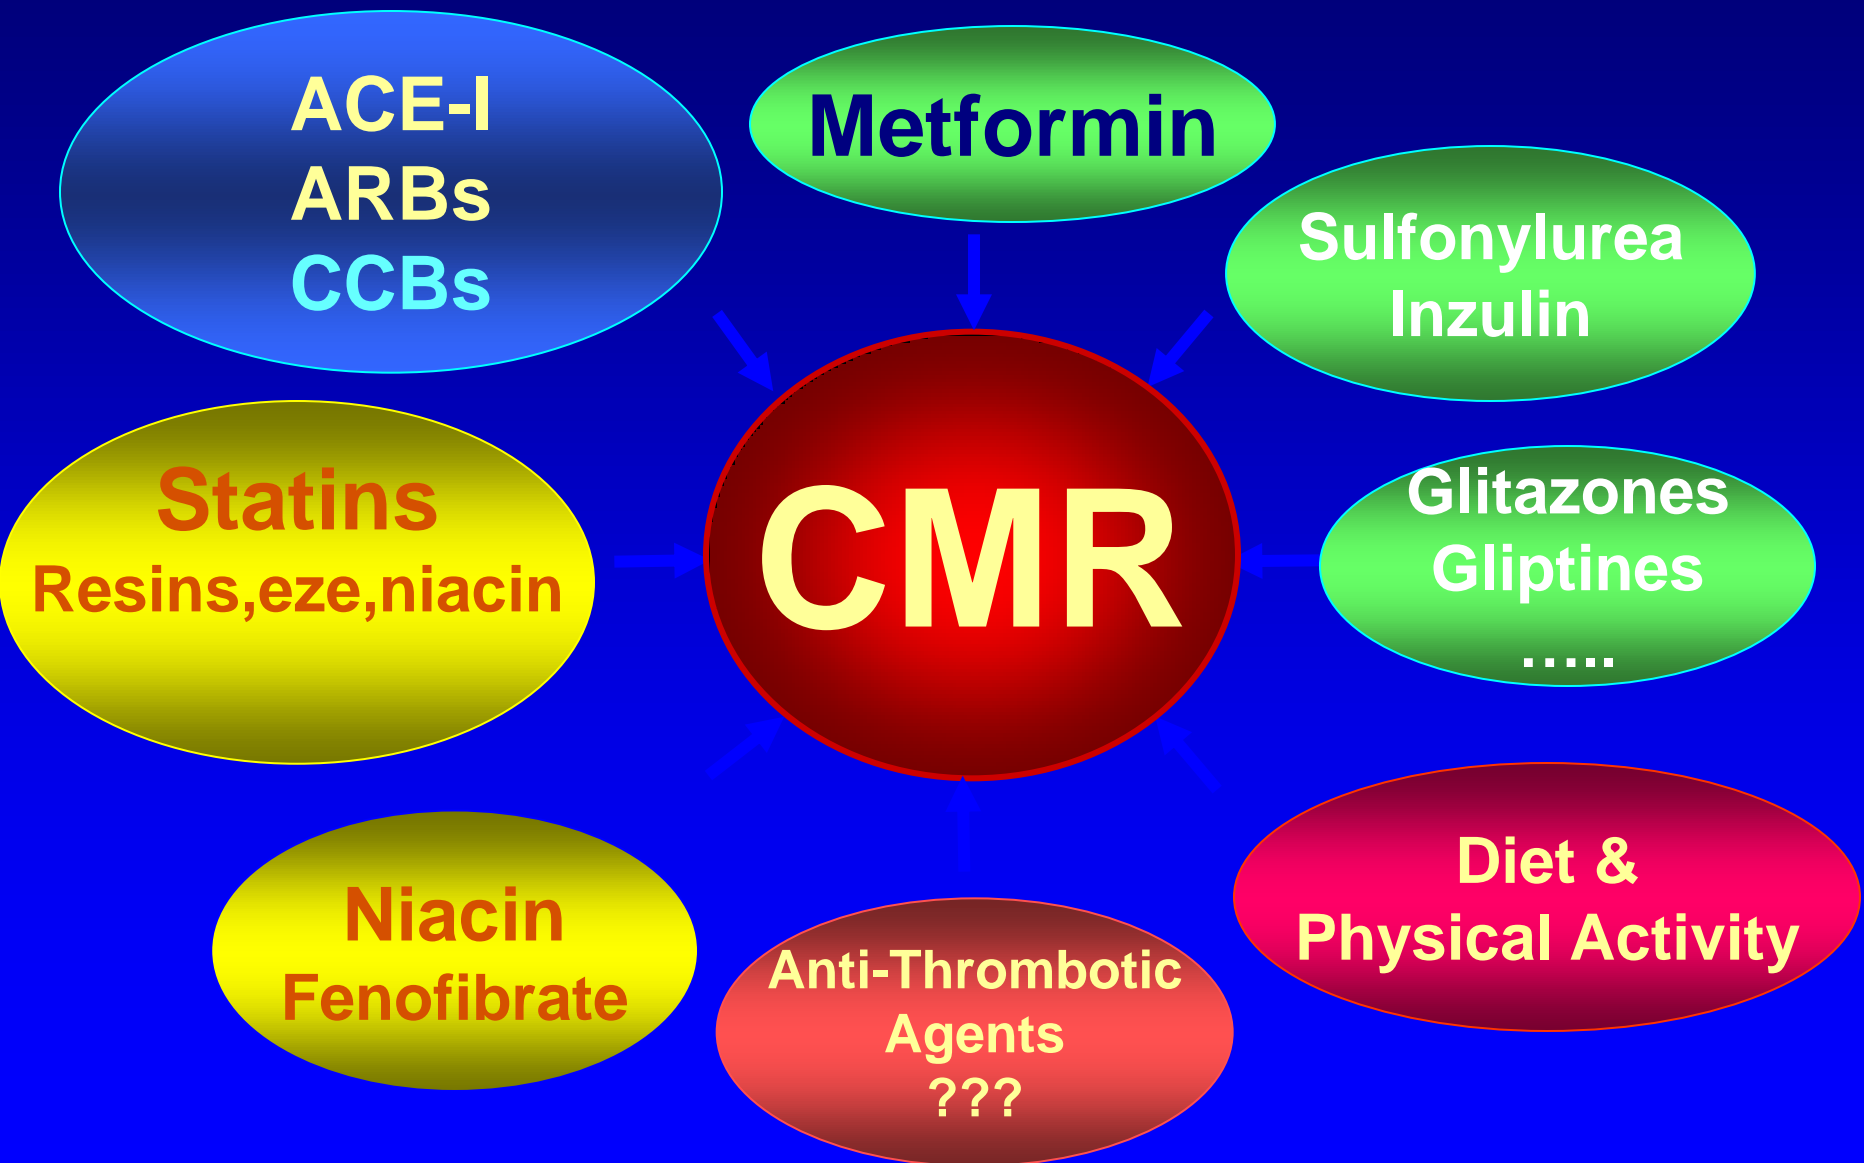 ACE-I
ARBs
CCBs
Metformin
Sulfonylurea
Inzulin
Statins
Resins,eze,niacin
CMR
Glitazones
Gliptines
…..
Niacin
Fenofibrate
Anti-Thrombotic
Agents
???
Diet &
Physical Activity